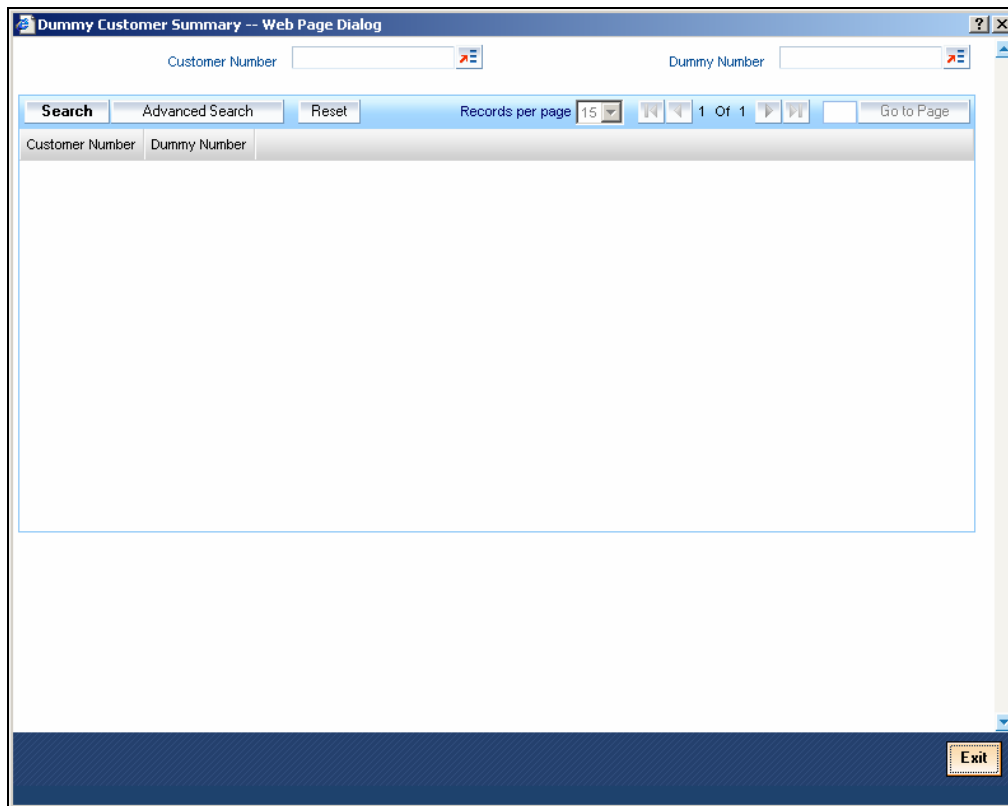 Dummy Customer Summary -- Web Page Dialog
Customer Number Dummy Number
Search Advanced Search Reset Records per page 15 1 Of 1 Go to Page
Customer Number Dummy Number
Exit